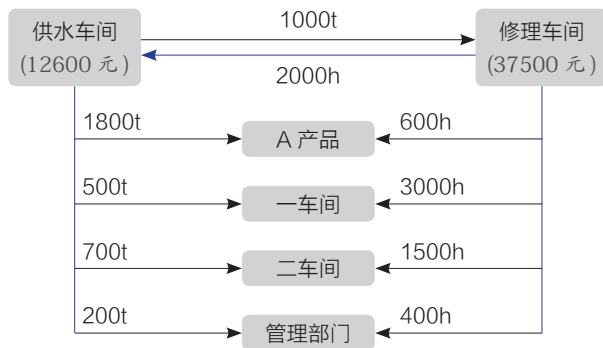 供水车间
(12600 元)
1000t
2000h
修理车间
(37500 元)
1800t
A 产品
600h
500t
一车间
3000h
700t
二车间
1500h
200t
管理部门
400h